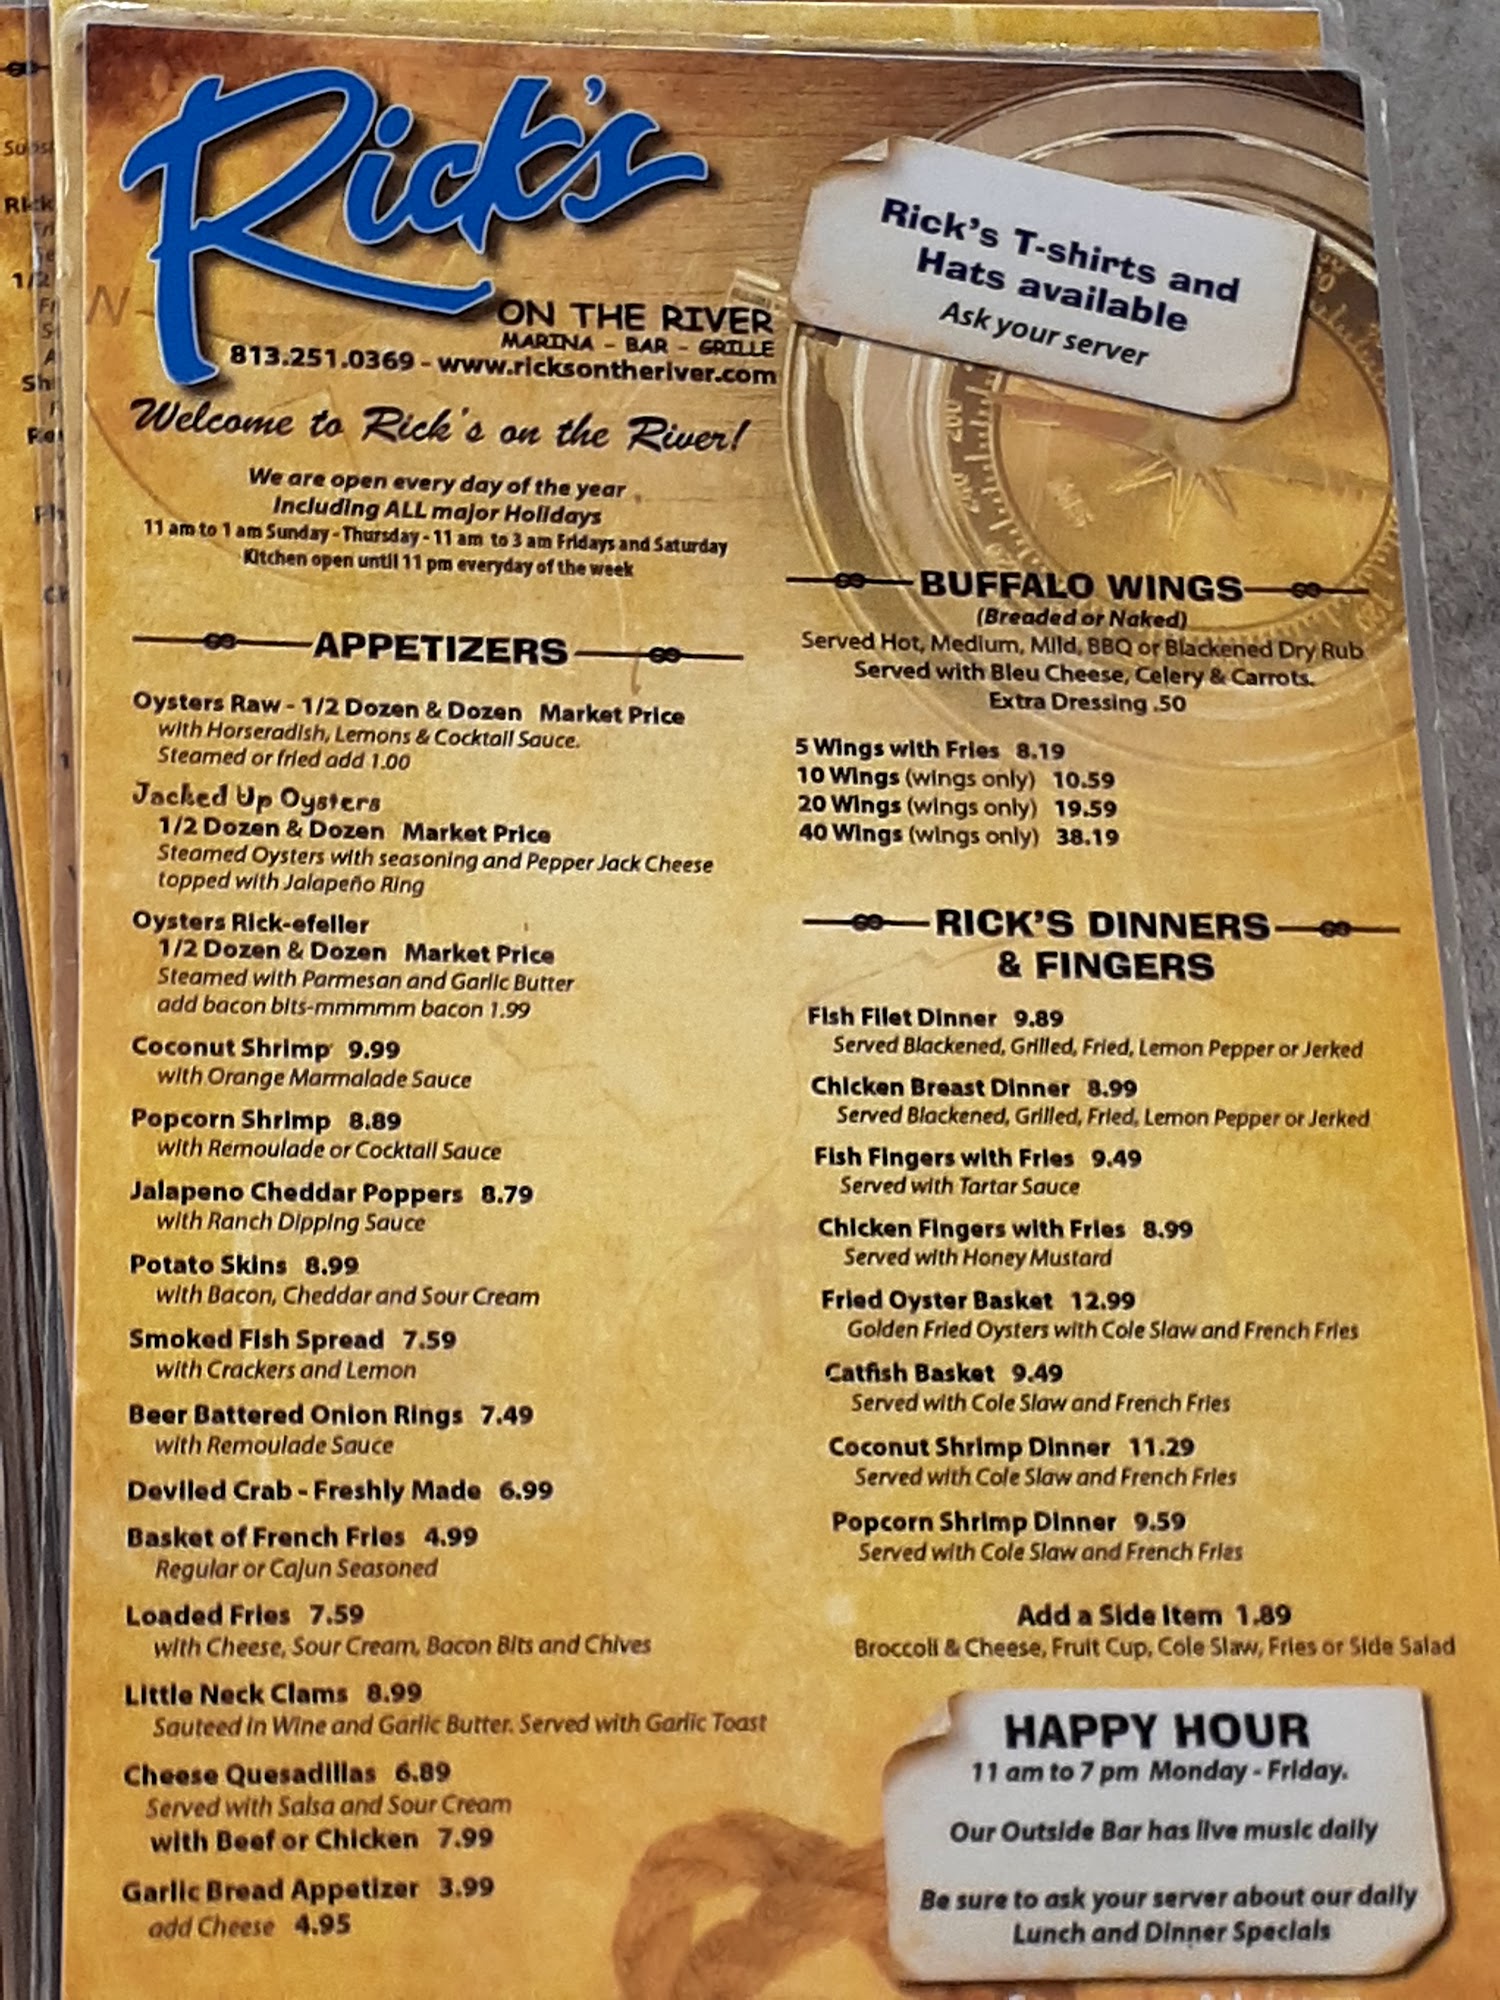 Rick's
ON THE RIVER
MARINA - BAR - GRILLE
813.251.0369 - www.ricksontheriver.com
Rick's T-shirts and
Hats available
Ask your server
Welcome to Rick's on the River!
We are open every day of the year
Including ALL major Holidays
11 am to 1 am Sunday - Thursday - 11 am to 3 am Fridays and Saturday
Kitchen open until 11 pm everyday of the week
APPETIZERS
Oysters Raw - 1/2 Dozen & Dozen Market Price
with Horseradish, Lemons & Cocktail Sauce.
Steamed or fried add 1.00
Jacked Up Oysters
1/2 Dozen & Dozen Market Price
Steamed Oysters with seasoning and Pepper Jack Cheese
topped with Jalapeño Ring
Oysters Rick-efeller
1/2 Dozen & Dozen Market Price
Steamed with Parmesan and Garlic Butter
add bacon bits-mmmmm bacon 1.99
Coconut Shrimp 9.99
with Orange Marmalade Sauce
Popcorn Shrimp 8.89
with Remoulade or Cocktail Sauce
Jalapeno Cheddar Poppers 8.79
with Ranch Dipping Sauce
Potato Skins 8.99
with Bacon, Cheddar and Sour Cream
Smoked Fish Spread 7.59
with Crackers and Lemon
Beer Battered Onion Rings 7.49
with Remoulade Sauce
Deviled Crab - Freshly Made 6.99
Basket of French Fries 4.99
Regular or Cajun Seasoned
Loaded Fries 7.59
with Cheese, Sour Cream, Bacon Bits and Chives
Little Neck Clams 8.99
Sauteed in Wine and Garlic Butter. Served with Garlic Toast
Cheese Quesadillas 6.89
Served with Salsa and Sour Cream
with Beef or Chicken 7.99
Garlic Bread Appetizer 3.99
add Cheese 4.95
BUFFALO WINGS
(Breaded or Naked)
Served Hot, Medium, Mild, BBQ or Blackened Dry Rub
Served with Bleu Cheese, Celery & Carrots.
Extra Dressing .50
5 Wings with Fries 8.19
10 Wings (wings only) 10.59
20 Wings (wings only) 19.59
40 Wings (wings only) 38.19
RICK'S DINNERS
& FINGERS
Fish Filet Dinner 9.89
Served Blackened, Grilled, Fried, Lemon Pepper or Jerked
Chicken Breast Dinner 8.99
Served Blackened, Grilled, Fried, Lemon Pepper or Jerked
Fish Fingers with Fries 9.49
Served with Tartar Sauce
Chicken Fingers with Fries 8.99
Served with Honey Mustard
Fried Oyster Basket 12.99
Golden Fried Oysters with Cole Slaw and French Fries
Catfish Basket 9.49
Served with Cole Slaw and French Fries
Coconut Shrimp Dinner 11.29
Served with Cole Slaw and French Fries
Popcorn Shrimp Dinner 9.59
Served with Cole Slaw and French Fries
Add a Side Item 1.89
Broccoli & Cheese, Fruit Cup, Cole Slaw, Fries or Side Salad
HAPPY HOUR
11 am to 7 pm Monday - Friday.
Our Outside Bar has live music daily
Be sure to ask your server about our daily
Lunch and Dinner Specials